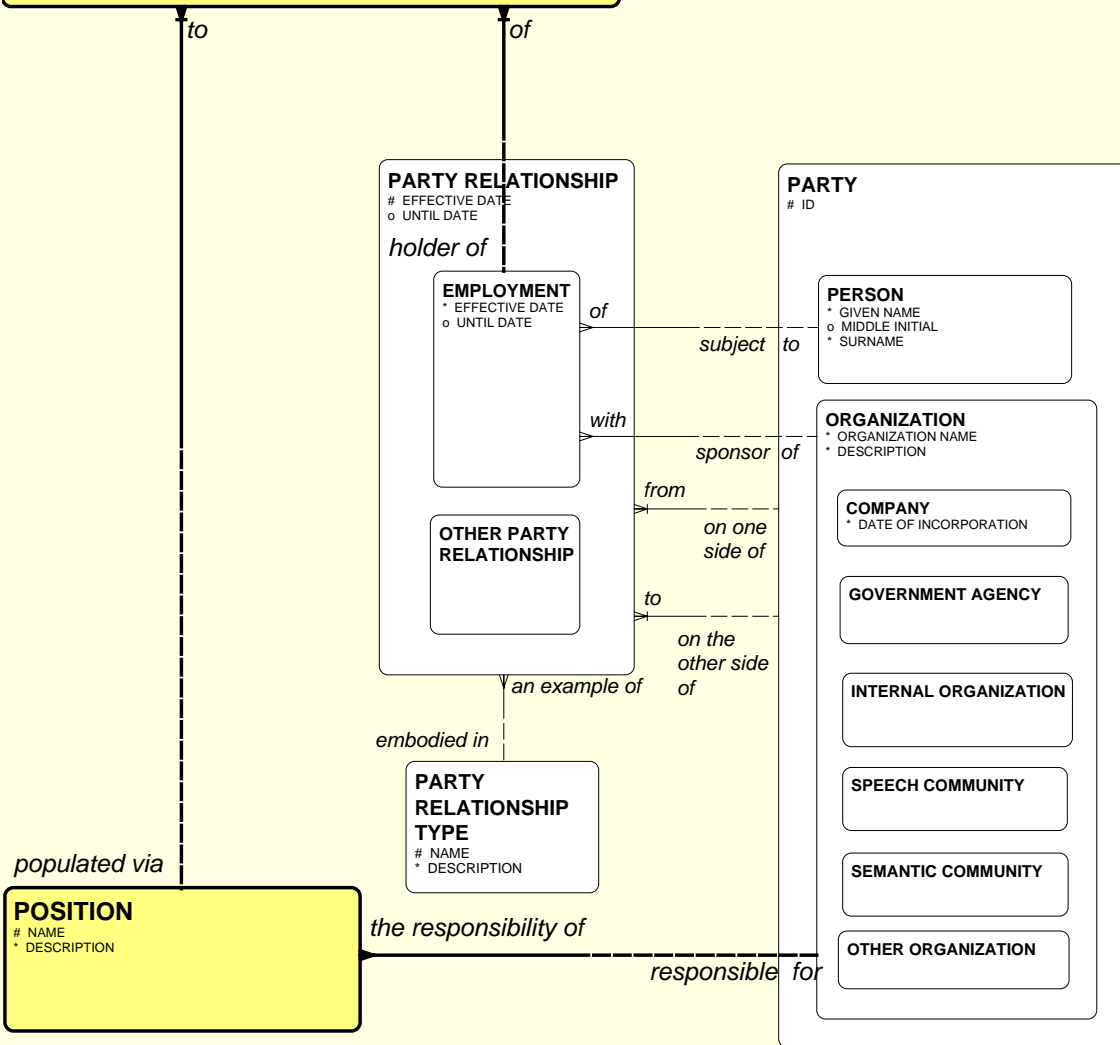 to
of
PARTY RELATIONSHIP
# EFFECTIVE DATE
o UNTIL DATE
holder of
EMPLOYMENT
* EFFECTIVE DATE
o UNTIL DATE
of
subject to
with
sponsor of
from
on one
side of
to
on the
other side
of
OTHER PARTY
RELATIONSHIP
an example of
embodied in
PARTY
RELATIONSHIP
TYPE
# NAME
* DESCRIPTION
PARTY
# ID
PERSON
* GIVEN NAME
o MIDDLE INITIAL
* SURNAME
ORGANIZATION
* ORGANIZATION NAME
* DESCRIPTION
COMPANY
* DATE OF INCORPORATION
GOVERNMENT AGENCY
INTERNAL ORGANIZATION
SPEECH COMMUNITY
SEMANTIC COMMUNITY
OTHER ORGANIZATION
populated via
POSITION
# NAME
* DESCRIPTION
the responsibility of
responsible for